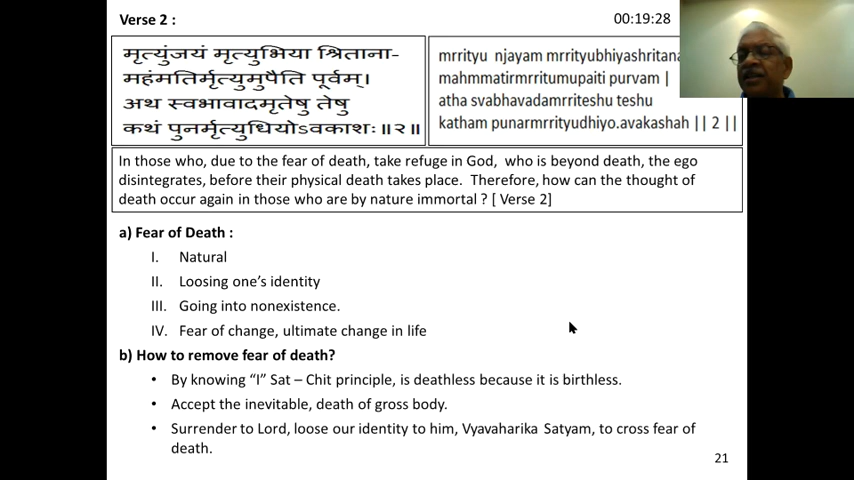 Verse 2 :
00:19:28
मृत्युंजयं मृत्युभिया श्रिताना-
महंमतिर्मृत्युमुपैति पूर्वम्।
अथ स्वभावादमृतेषु तेषु
कथं पुनर्मृत्युधियोऽवकाशः॥२॥
mrrityu njayam mrrityubhiyashritana
mahmmatirmrritumupaiti purvam |
atha svabhavadamrriteshu teshu
katham punarmrrityudhiyo.avakashah || 2 ||
In those who, due to the fear of death, take refuge in God, who is beyond death, the ego
disintegrates, before their physical death takes place. Therefore, how can the thought of
death occur again in those who are by nature immortal ? [ Verse 2]
a) Fear of Death :
I. Natural
II. Loosing one's identity
III. Going into nonexistence.
IV. Fear of change, ultimate change in life
b) How to remove fear of death?
• By knowing “I” Sat – Chit principle, is deathless because it is birthless.
• Accept the inevitable, death of gross body.
• Surrender to Lord, loose our identity to him, Vyavaharika Satyam, to cross fear of
death.
21